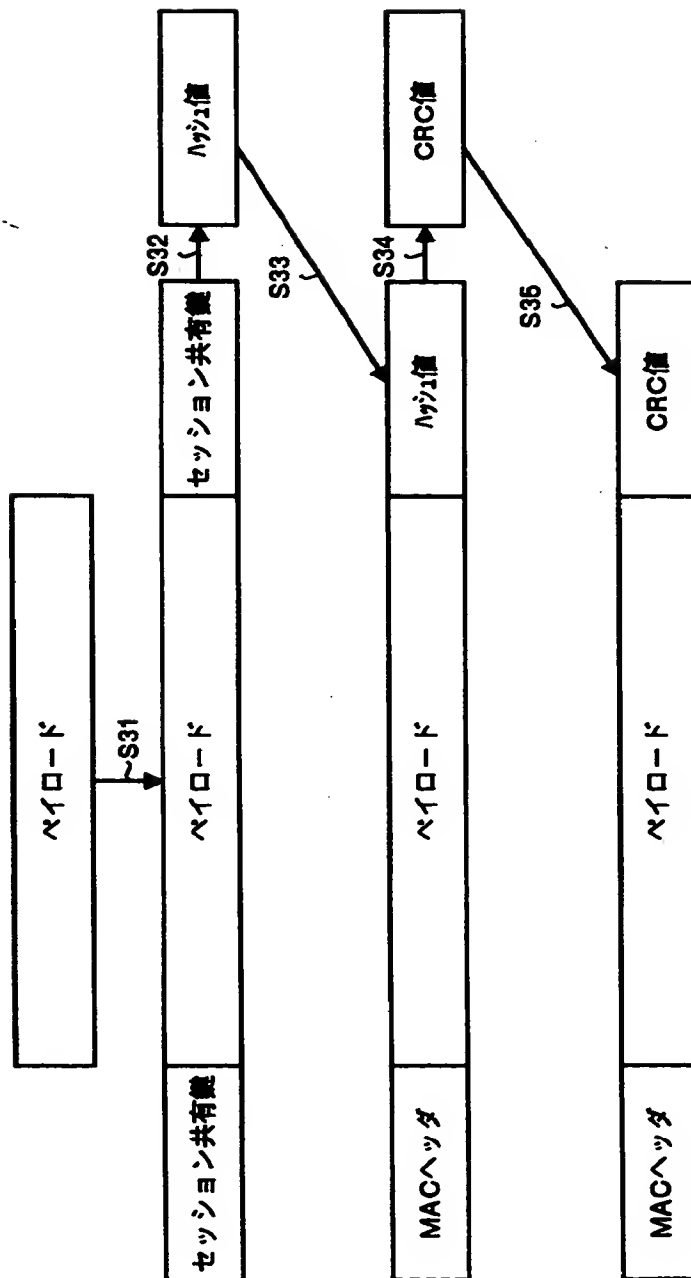 ペイロード
S31
セッション共有鍵
ペイロード
セッション共有鍵
S32
ハッシュ値
S33
MACヘッダ
ペイロード
ハッシュ値
S34
CRC値
S35
MACヘッダ
ペイロード
CRC値